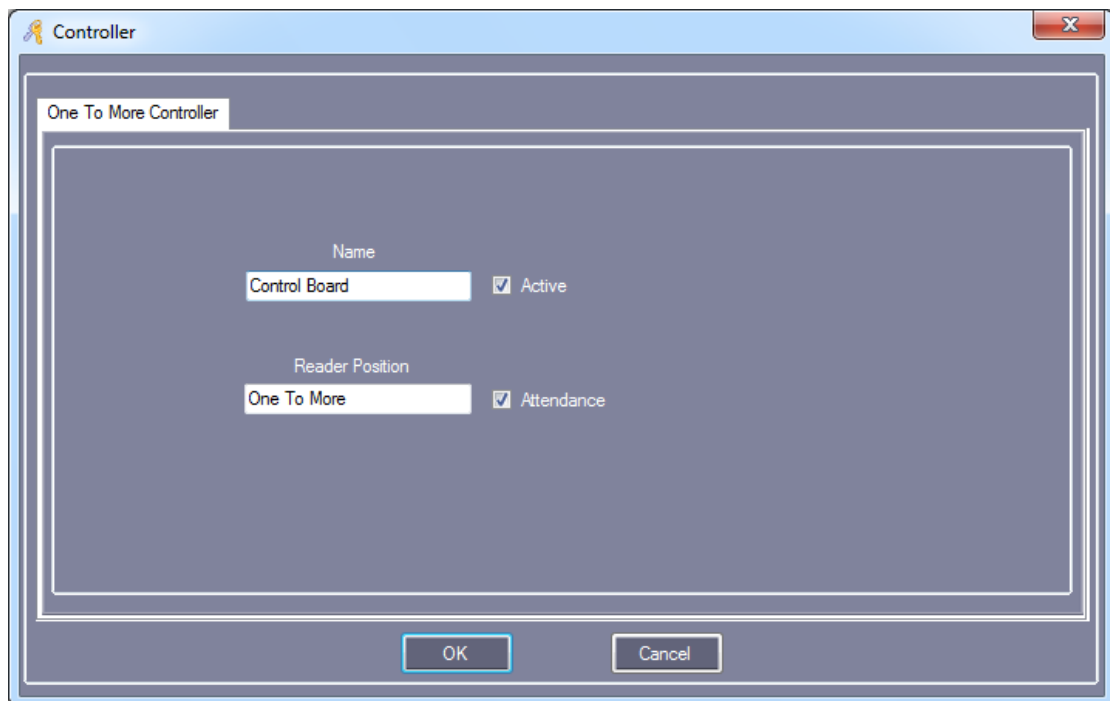 Controller
One To More Controller
Name
Control Board
Active
Reader Position
One To More
Attendance
OK
Cancel